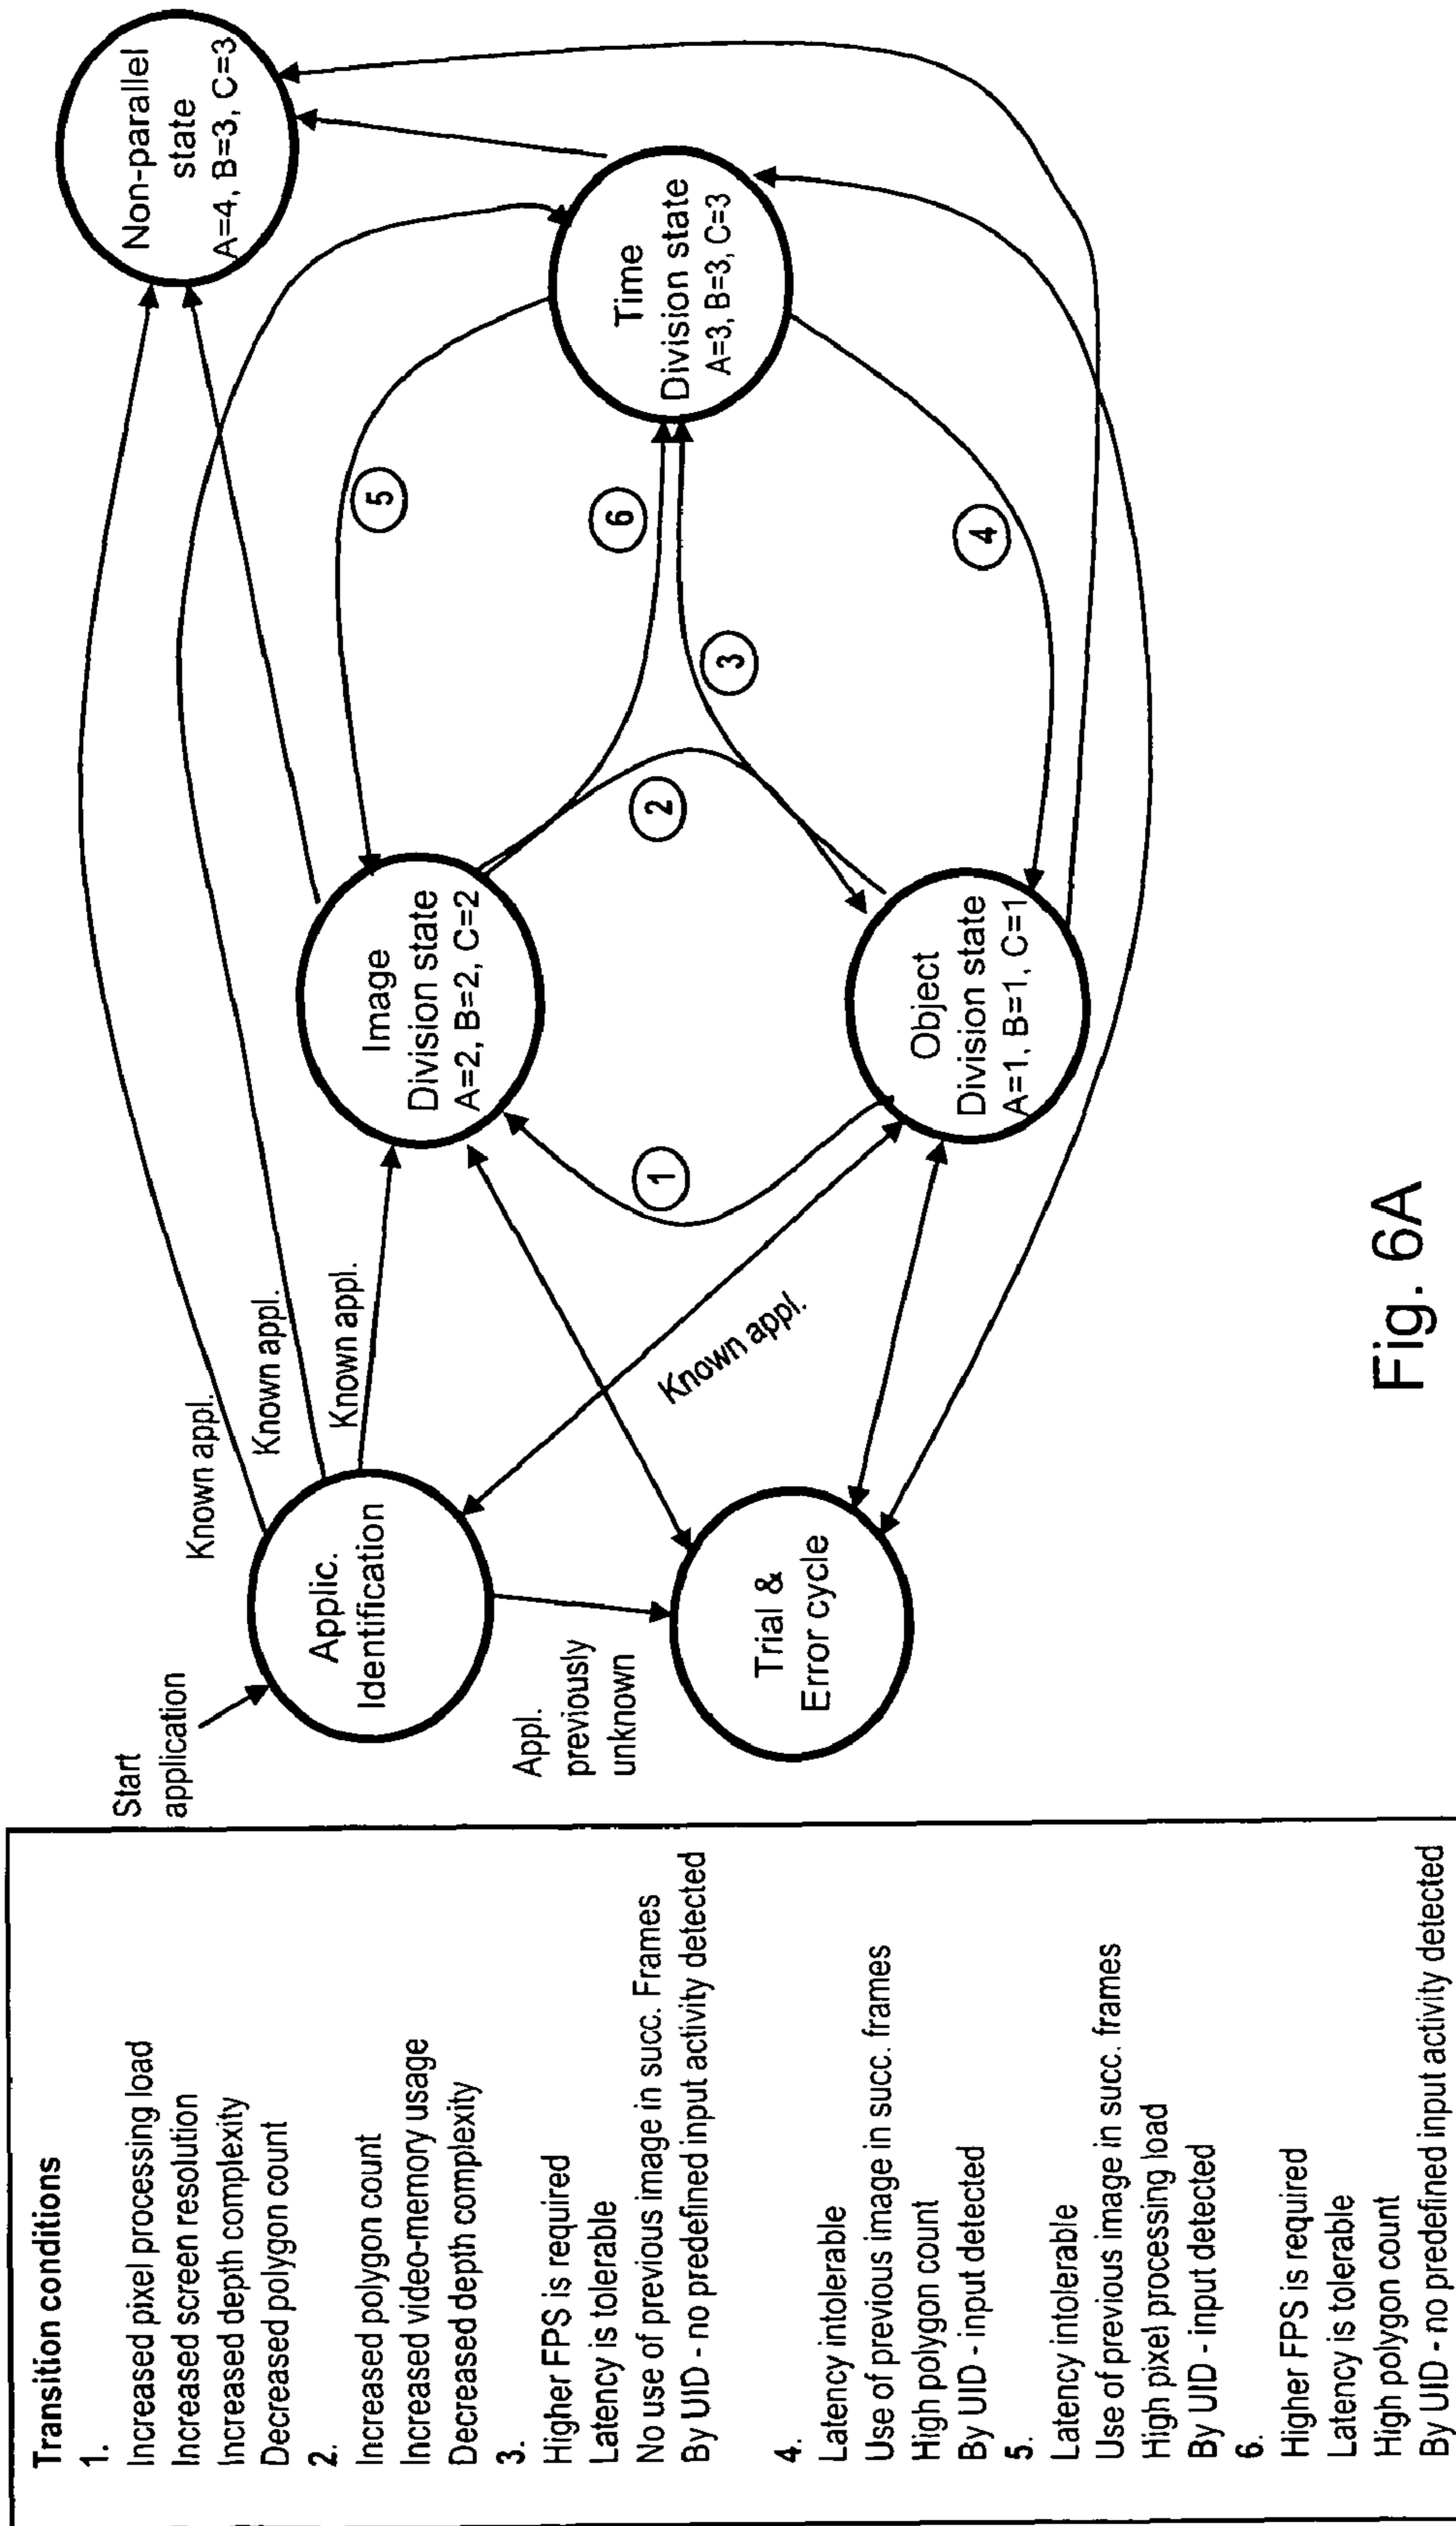 Transition conditions
1.
Increased pixel processing load
Increased screen resolution
Increased depth complexity
Decreased polygon count
2.
Increased polygon count
Increased video-memory usage
Decreased depth complexity
3.
Higher FPS is required
Latency is tolerable
No use of previous image in succ. Frames
By UID - no predefined input activity detected
4.
Latency intolerable
Use of previous image in succ. frames
High polygon count
By UID - input detected
5.
Latency intolerable
Use of previous image in succ. frames
High pixel processing load
By UID - input detected
6.
Higher FPS is required
Latency is tolerable
High polygon count
By UID - no predefined input activity detected
Start
application
Applic.
Identification
Appl.
previously
unknown
Trial &
Error cycle
Known appl.
Known appl.
Known appl.
Known appl.
Image
Division state
A=2, B=2, C=2
Object
Division state
A=1, B=1, C=1
1
2
3
4
5
6
Time
Division state
A=3, B=3, C=3
Non-parallel
state
A=4, B=3, C=3
Fig. 6A